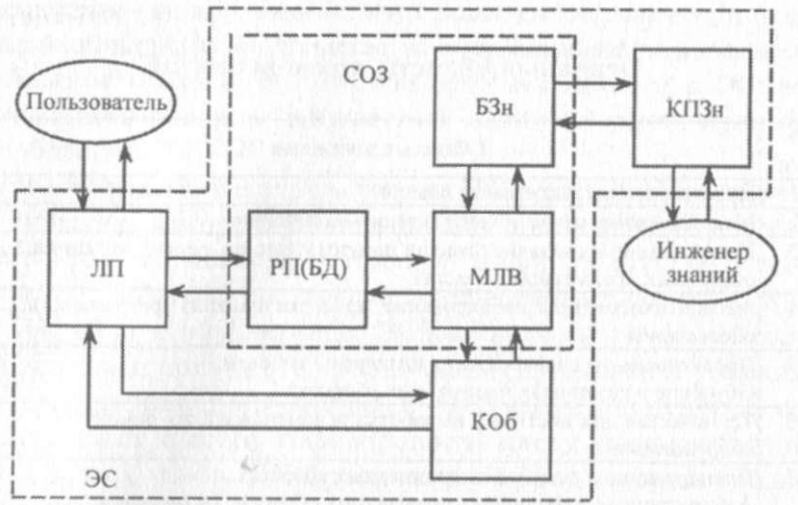 СОЗ
Пользователь
БЗн
КПЗн
ЛП
РП(БД)
МЛВ
Инженер
знаний
КОб
ЭС